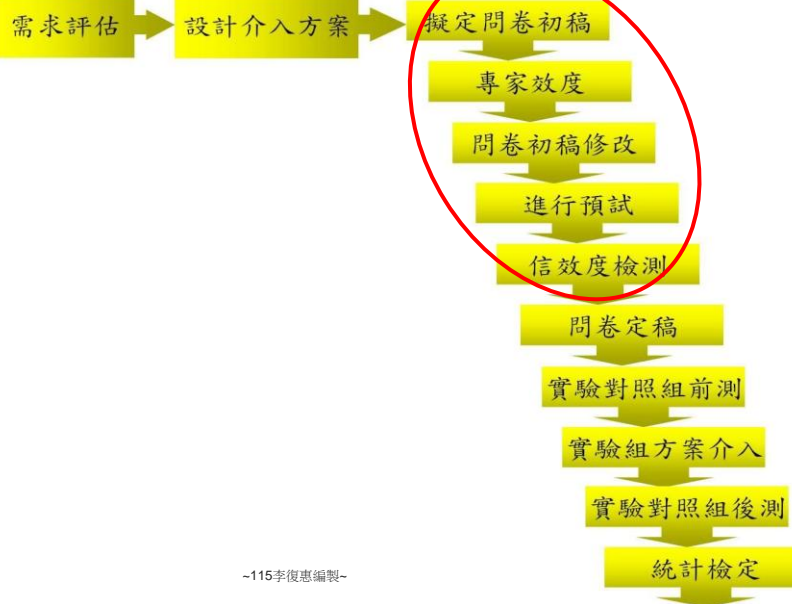 需求評估
設計介入方案
擬定問卷初稿
專家效度
問卷初稿修改
進行預試
信效度檢測
問卷定稿
實驗對照組前測
實驗組方案介入
實驗對照組後測
統計檢定
~115李復惠編製~